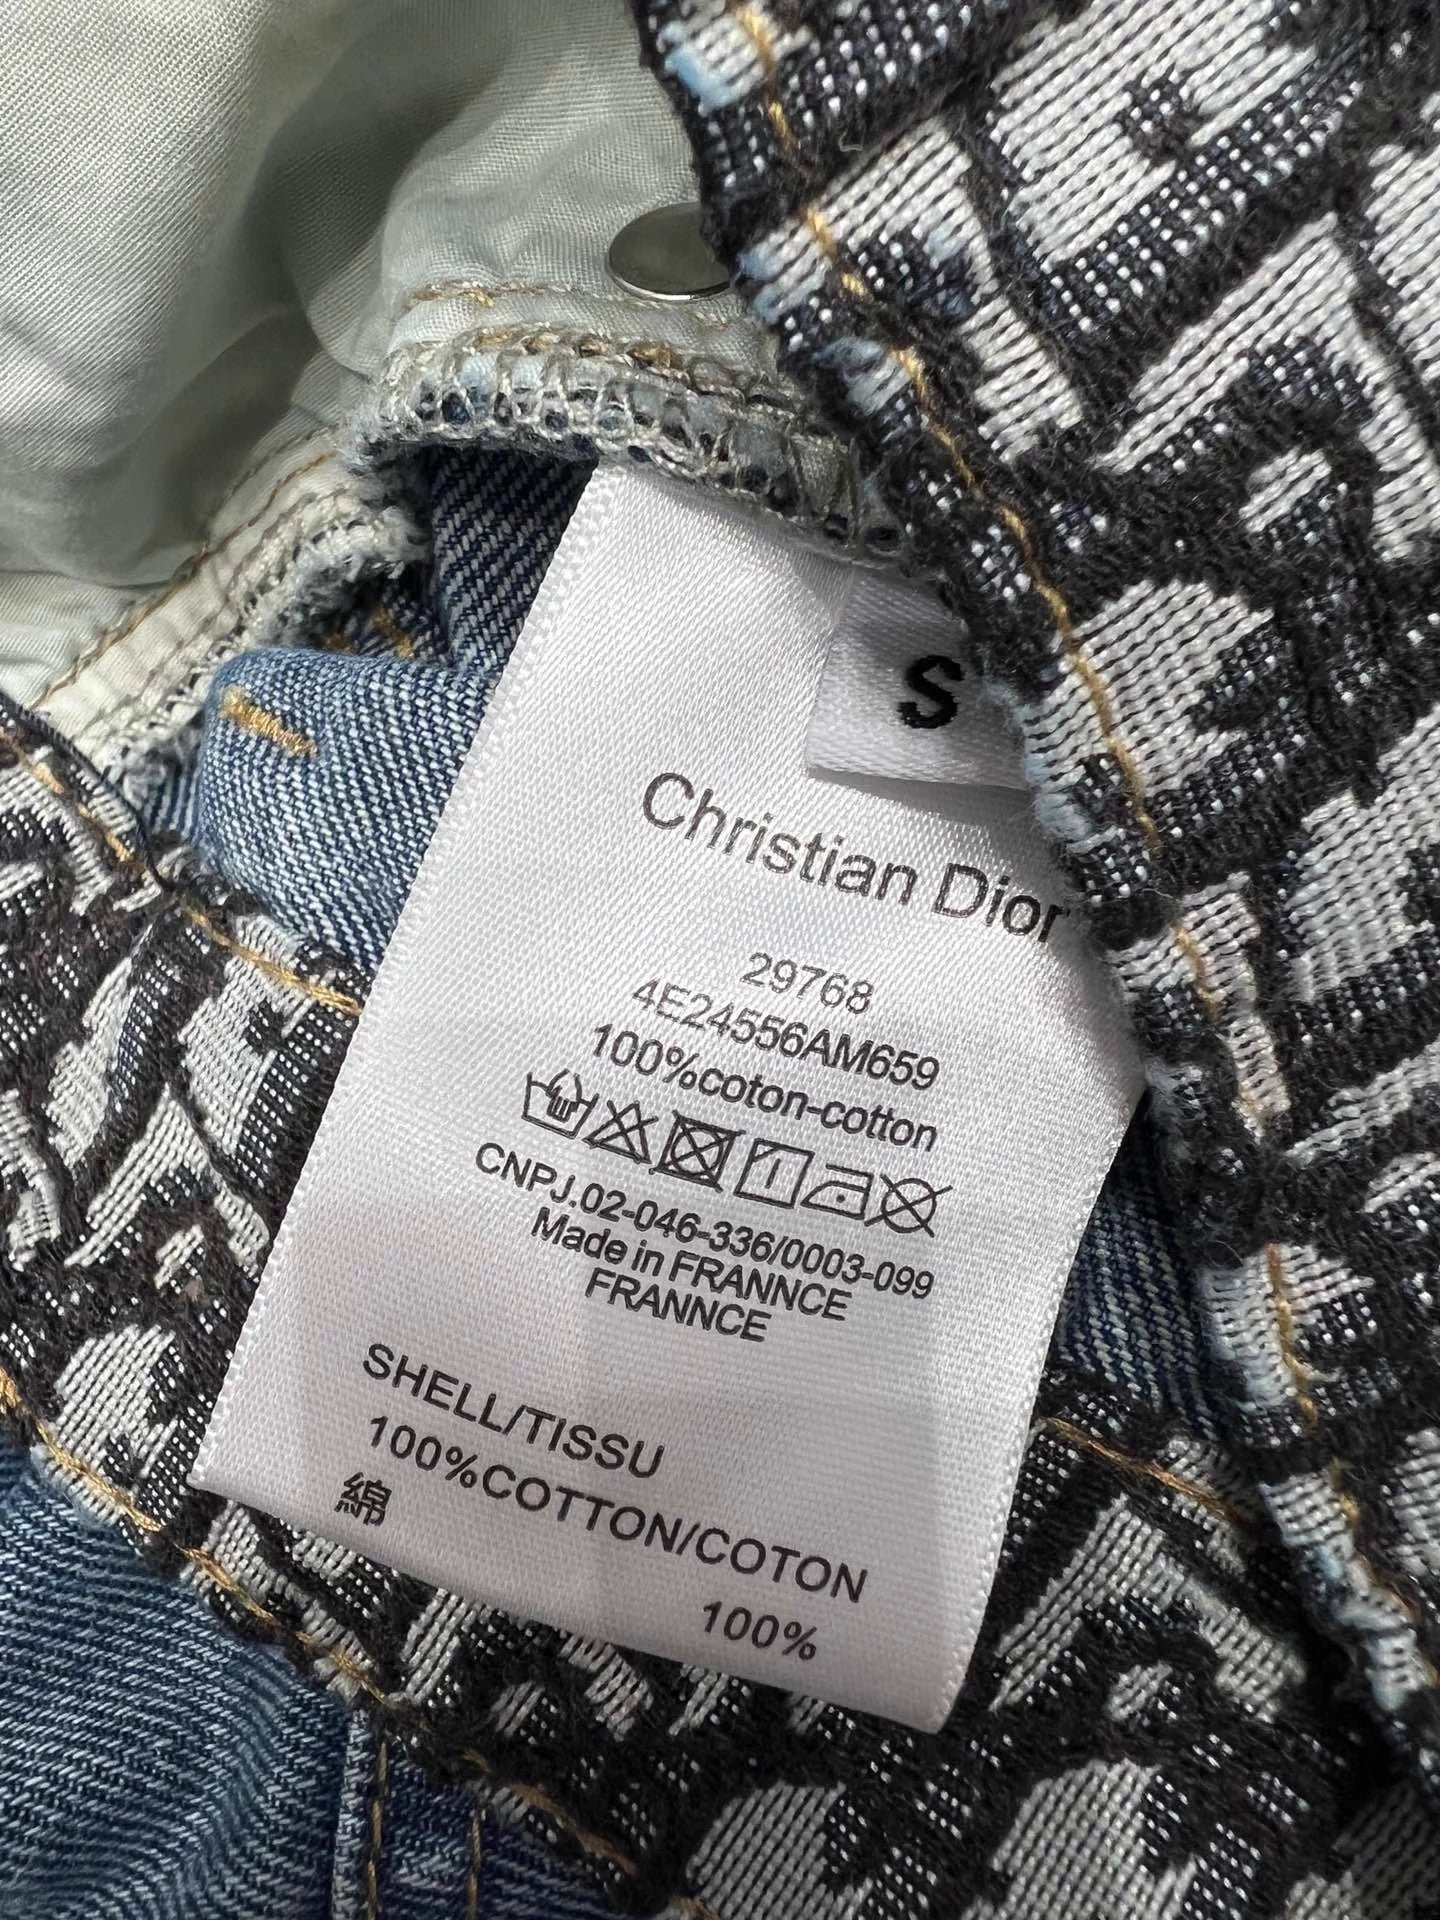 S
Christian Dior
29768
4E24556AM659
100%coton-cotton
CNPJ.02-046-336/0003-099
Made in FRANNCE
FRANNCE
SHELL/TISSU
100%COTTON/COTON
綿 100%